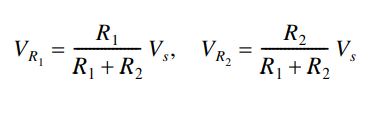 V_{R_1} = \frac{R_1}{R_1 + R_2} V_s, V_{R_2} = \frac{R_2}{R_1 + R_2} V_s